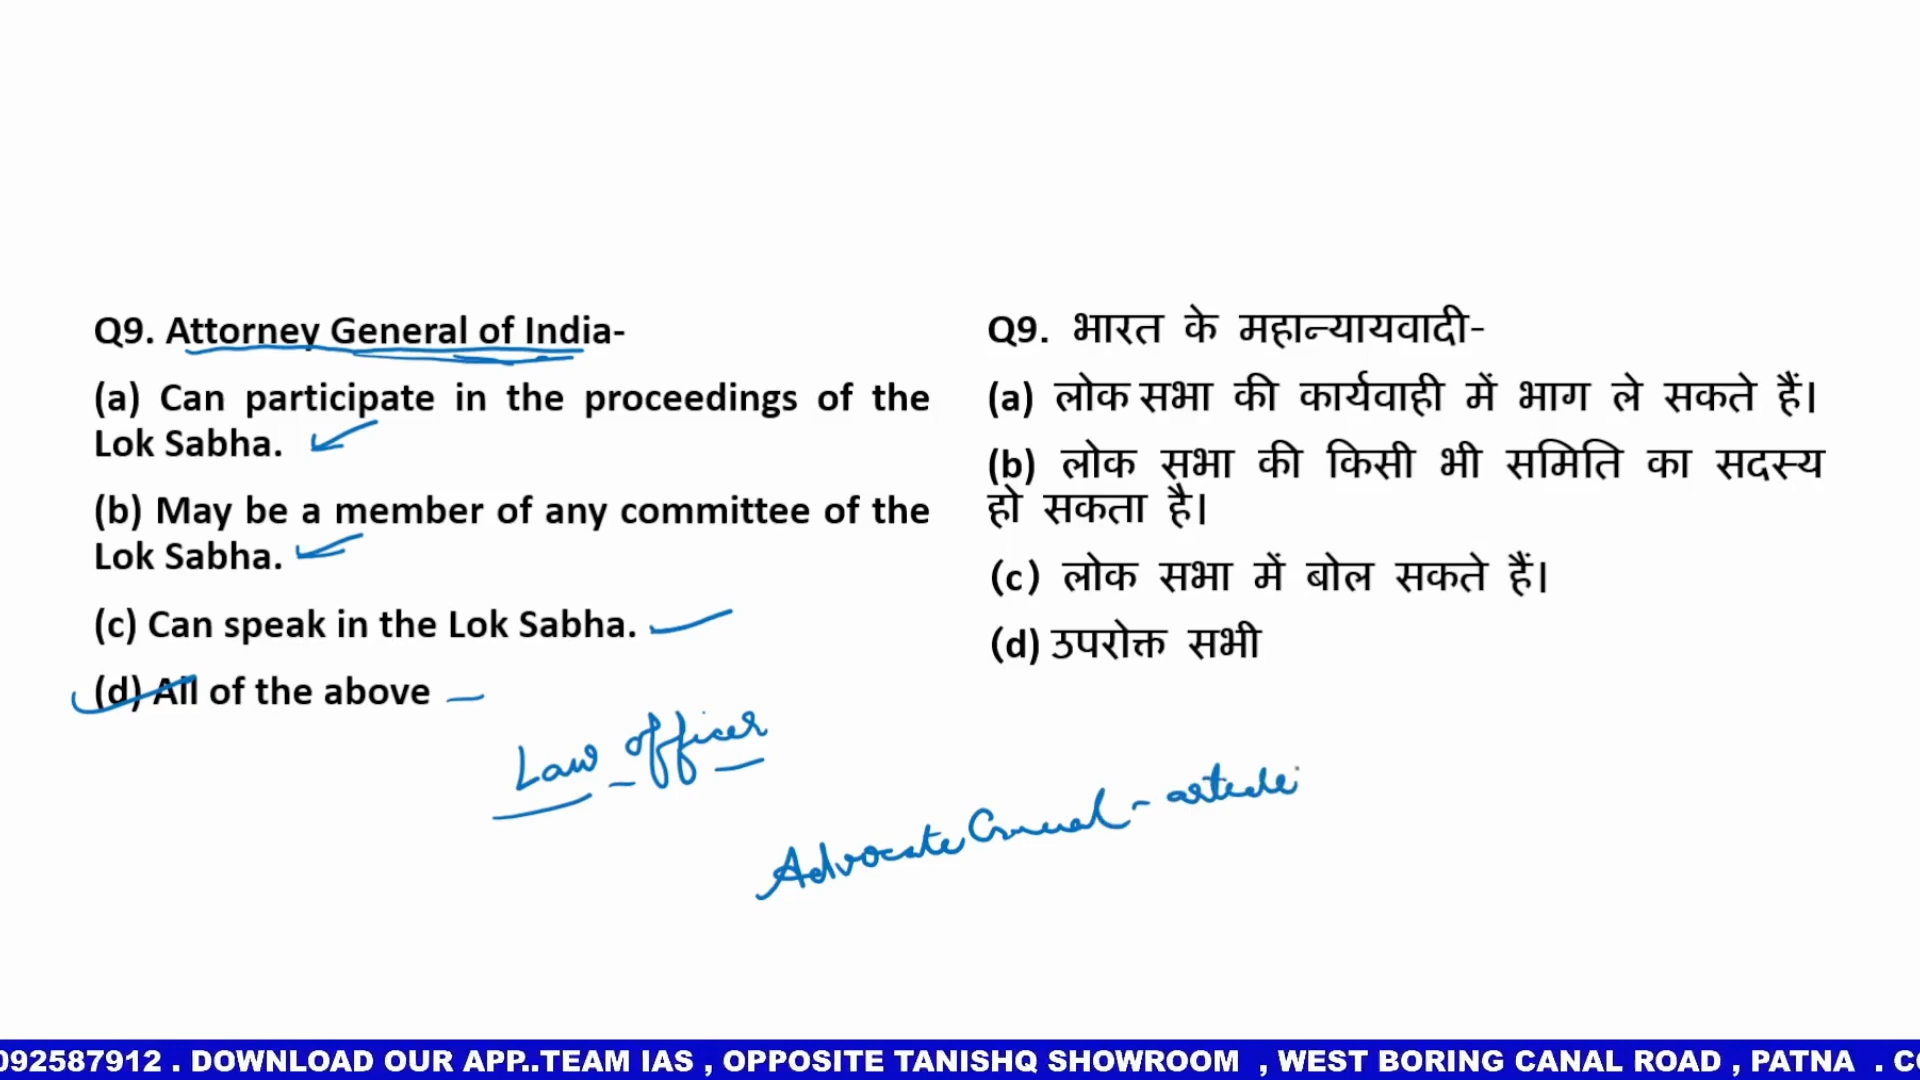 Q9. Attorney General of India-
(a) Can participate in the proceedings of the
Lok Sabha.
(b) May be a member of any committee of the
Lok Sabha.
(c) Can speak in the Lok Sabha.
(d) All of the above
Q9. भारत के महान्यायवादी-
(a) लोक सभा की कार्यवाही में भाग ले सकते हैं।
(b) लोक सभा की किसी भी समिति का सदस्य
हो सकता है।
(c) लोक सभा में बोल सकते हैं।
(d) उपरोक्त सभी
Law officer
Advocate General - article
092587912 . DOWNLOAD OUR APP..TEAM IAS , OPPOSITE TANISHQ SHOWROOM , WEST BORING CANAL ROAD , PATNA . C